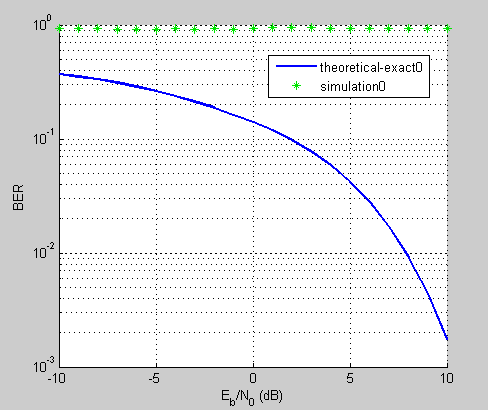 10^0
theoretical-exact0
simulation0
10^-1
BER
10^-2
10^-3
-10 -5 0 5 10
E_b/N_0 (dB)